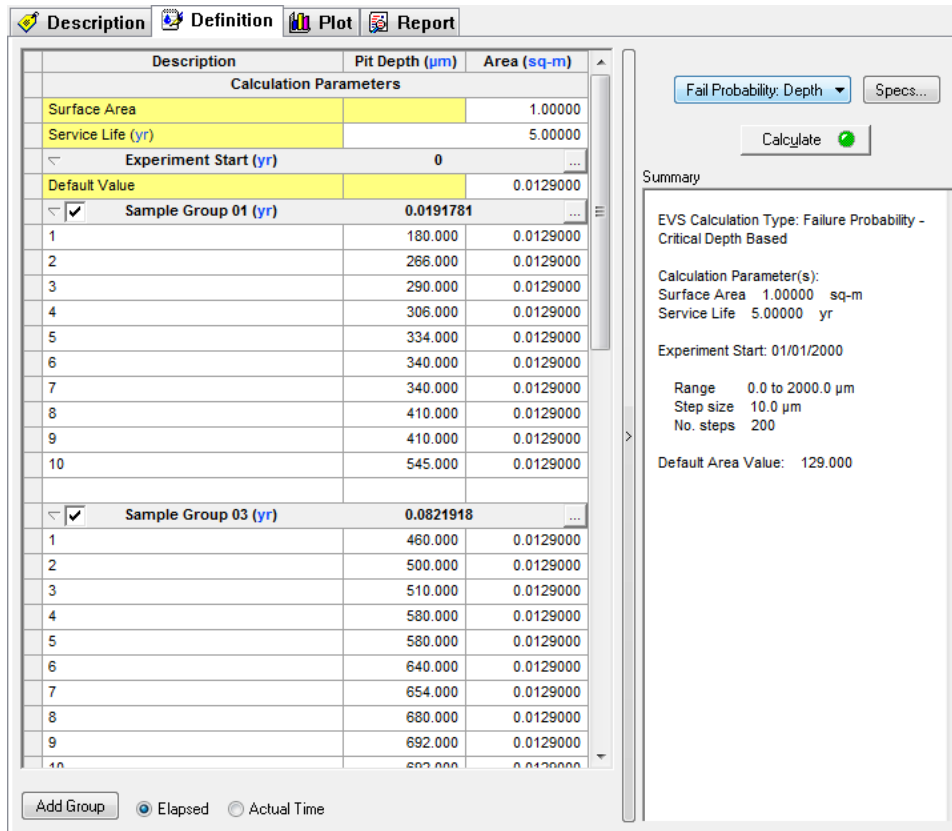 Description Definition Plot Report
Description Pit Depth (µm) Area (sq-m)
Calculation Parameters
Surface Area 1.00000
Service Life (yr) 5.00000
Experiment Start (yr) 0 ...
Default Value 0.0129000
Sample Group 01 (yr) 0.0191781 ...
1 180.000 0.0129000
2 266.000 0.0129000
3 290.000 0.0129000
4 306.000 0.0129000
5 334.000 0.0129000
6 340.000 0.0129000
7 340.000 0.0129000
8 410.000 0.0129000
9 410.000 0.0129000
10 545.000 0.0129000
Sample Group 03 (yr) 0.0821918 ...
1 460.000 0.0129000
2 500.000 0.0129000
3 510.000 0.0129000
4 580.000 0.0129000
5 580.000 0.0129000
6 640.000 0.0129000
7 654.000 0.0129000
8 680.000 0.0129000
9 692.000 0.0129000
10 692.000 0.0129000
Add Group Elapsed Actual Time
Fail Probability: Depth Specs...
Calculate
Summary
EVS Calculation Type: Failure Probability -
Critical Depth Based
Calculation Parameter(s):
Surface Area 1.00000 sq-m
Service Life 5.00000 yr
Experiment Start: 01/01/2000
Range 0.0 to 2000.0 µm
Step size 10.0 µm
No. steps 200
Default Area Value: 129.000